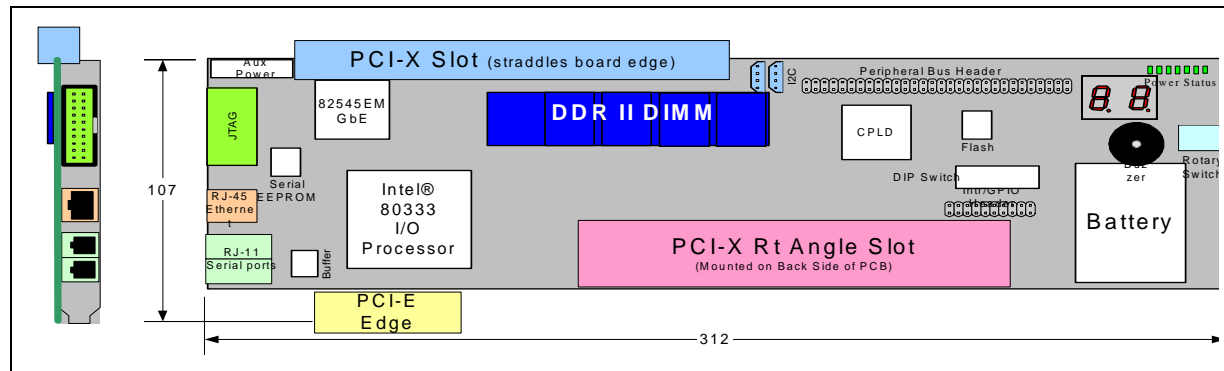 PCI-X Slot (straddles board edge)
Aux
Power
I2C
Peripheral Bus Header
Power Status
82545EM
GbE
JTAG
DDR II DIMM
8. 8.
CPLD
Flash
Buz
zer
Rotary
Switch
Serial
EEPROM
DIP Switch
Intr/GPIO
Header
107
RJ-45
Etherne
t
Intel®
80333
I/O
Processor
Battery
RJ-11
Serial ports
Buffer
PCI-X Rt Angle Slot
(Mounted on Back Side of PCB)
PCI-E
Edge
312